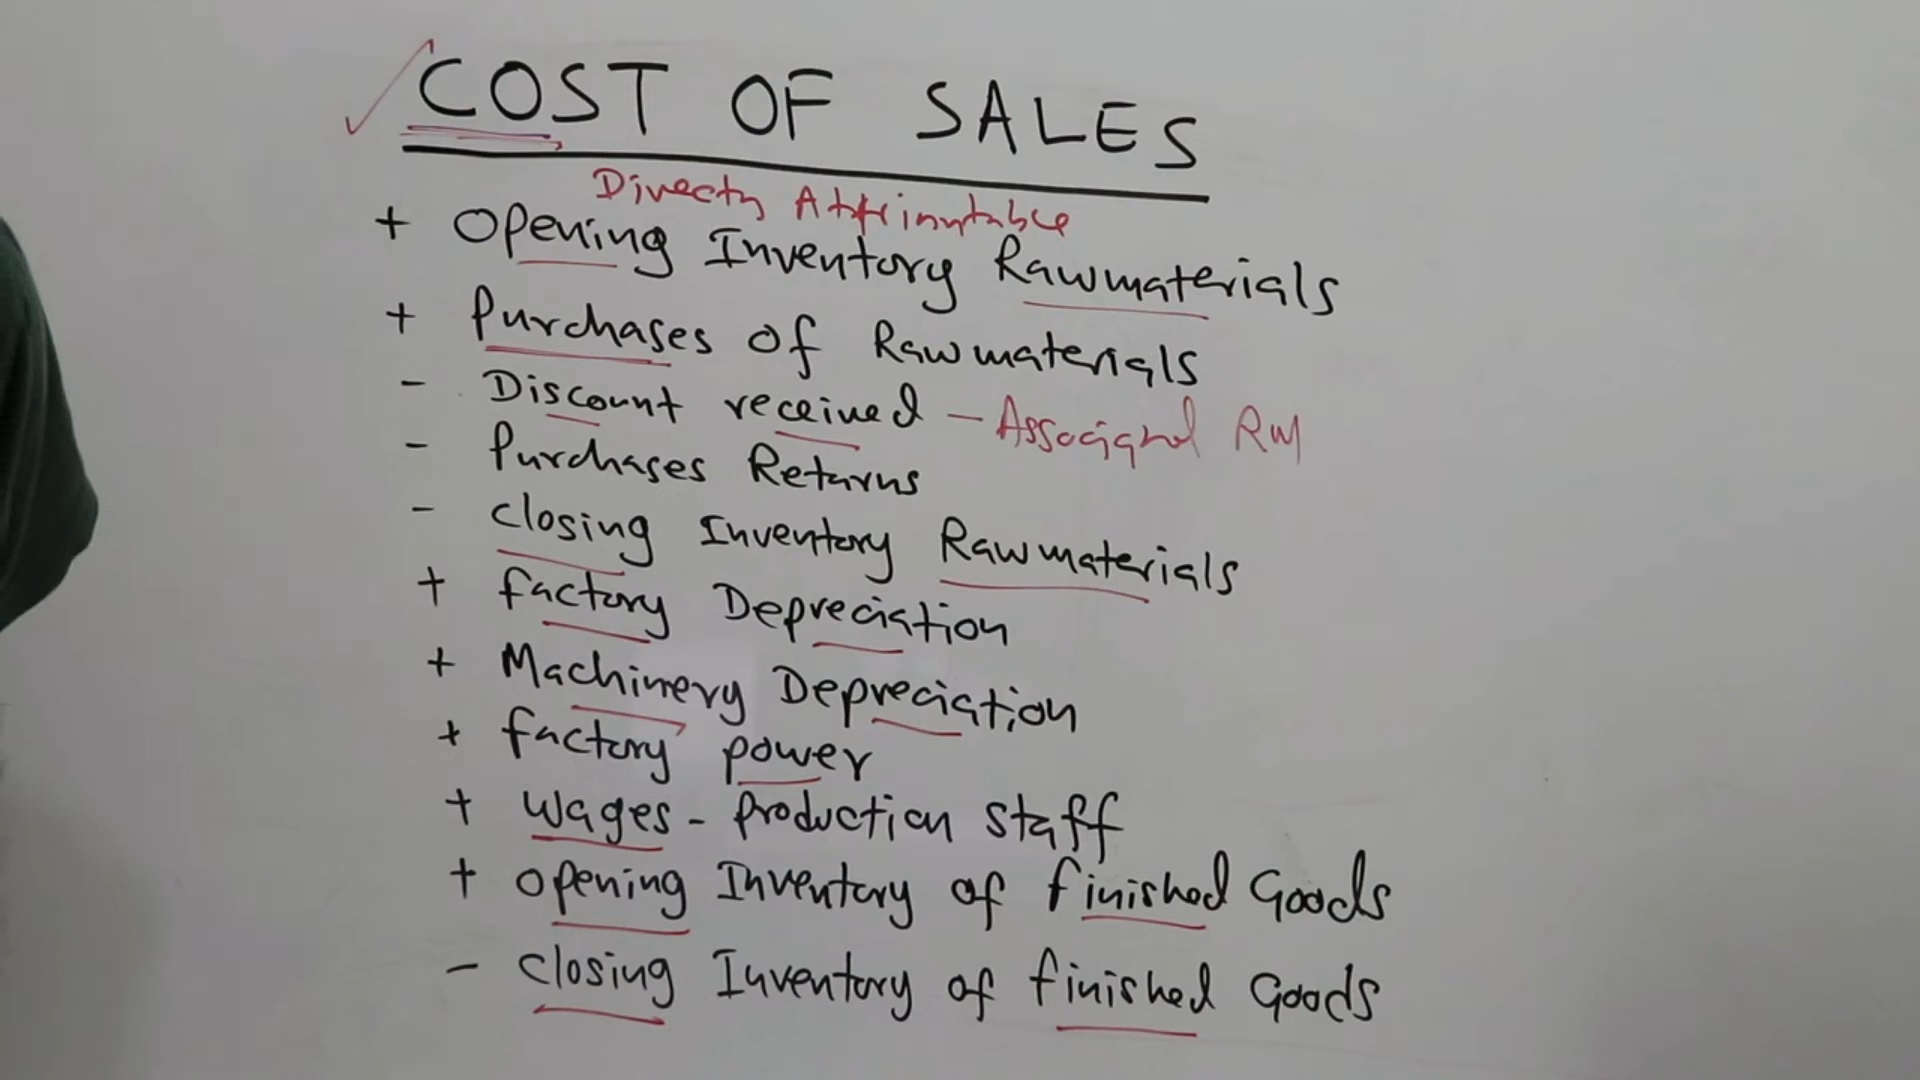 COST OF SALES
Directly Attributable
+ Opening Inventory Rawmaterials
+ Purchases of Rawmaterials
- Discount received - Associated RM
- Purchases Returns
- closing Inventory Rawmaterials
+ factory Depreciation
+ Machinery Depreciation
+ factory power
+ wages - production staff
+ opening Inventory of finished Goods
- closing Inventory of finished Goods